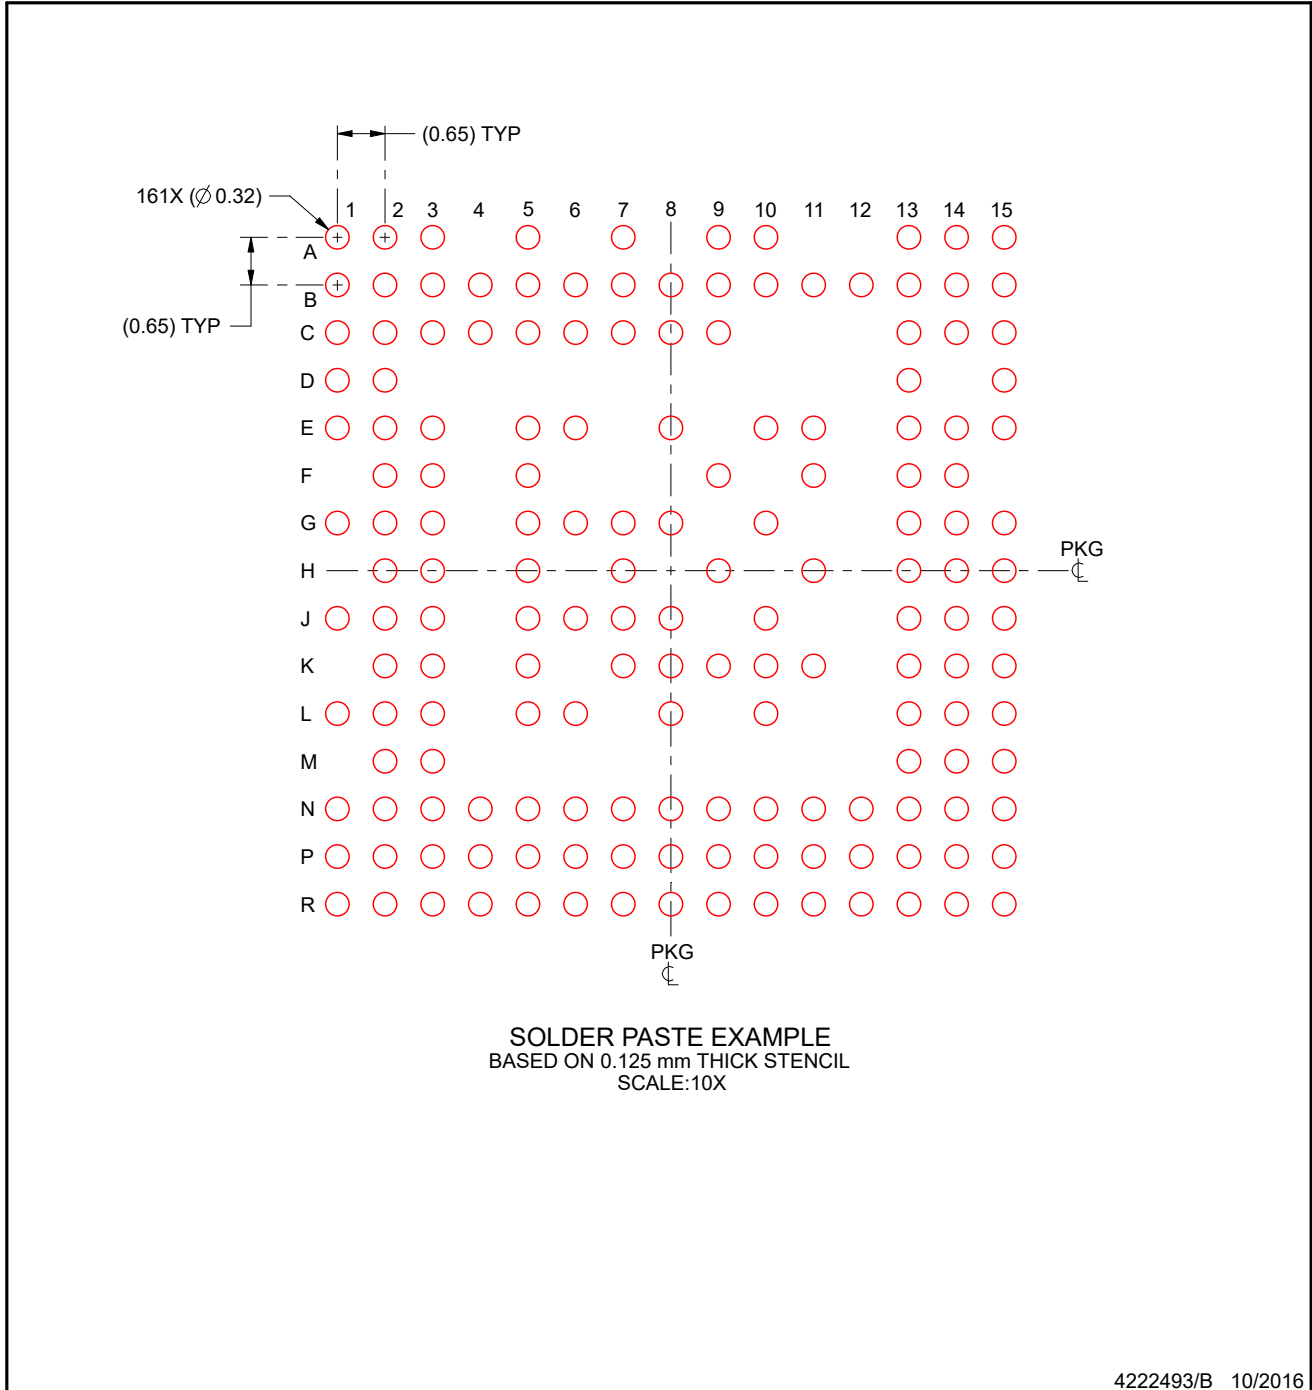 (0.65) TYP
161X (∅ 0.32)
1 2 3 4 5 6 7 8 9 10 11 12 13 14 15
A
B
(0.65) TYP
C
D
E
F
G
PKG
H
J
K
L
M
N
P
R
PKG
SOLDER PASTE EXAMPLE
BASED ON 0.125 mm THICK STENCIL
SCALE:10X
4222493/B 10/2016